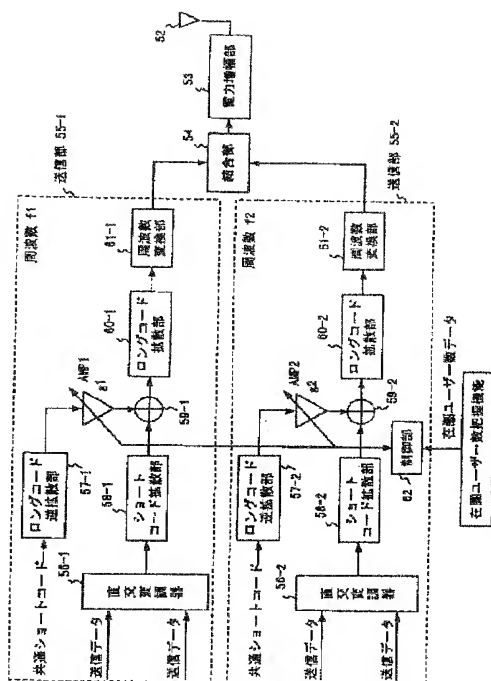 送信部 55-1
周波数 f1
共通ショートコード
57-1
ロングコード
逆拡散部
AMP1
g1
56-1
直交変調器
送信データ
送信データ
58-1
ショート
コード拡散部
59-1
60-1
ロングコード
拡散部
61-1
周波数
変換部
54
結合部
53
電力増幅部
52
送信部 55-2
周波数 f2
共通ショートコード
57-2
ロングコード
逆拡散部
AMP2
g2
56-2
直交変調器
送信データ
送信データ
58-2
ショート
コード拡散部
59-2
60-2
ロングコード
拡散部
61-2
周波数
変換部
62
制御部
在圏ユーザー数データ
在圏ユーザー数把握機能